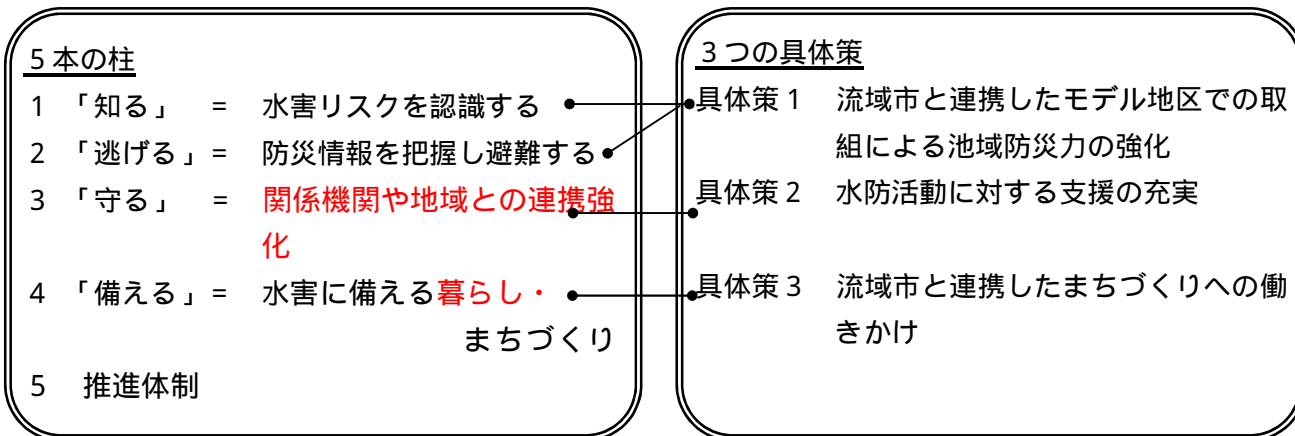 5本の柱
1 「知る」 = 水害リスクを認識する
2 「逃げる」= 防災情報を把握し避難する
3 「守る」 = 関係機関や地域との連携強
化
4 「備える」= 水害に備える暮らし・
まちづくり
5 推進体制
3つの具体策
具体策1 流域市と連携したモデル地区での取
組による池域防災力の強化
具体策2 水防活動に対する支援の充実
具体策3 流域市と連携したまちづくりへの働
きかけ